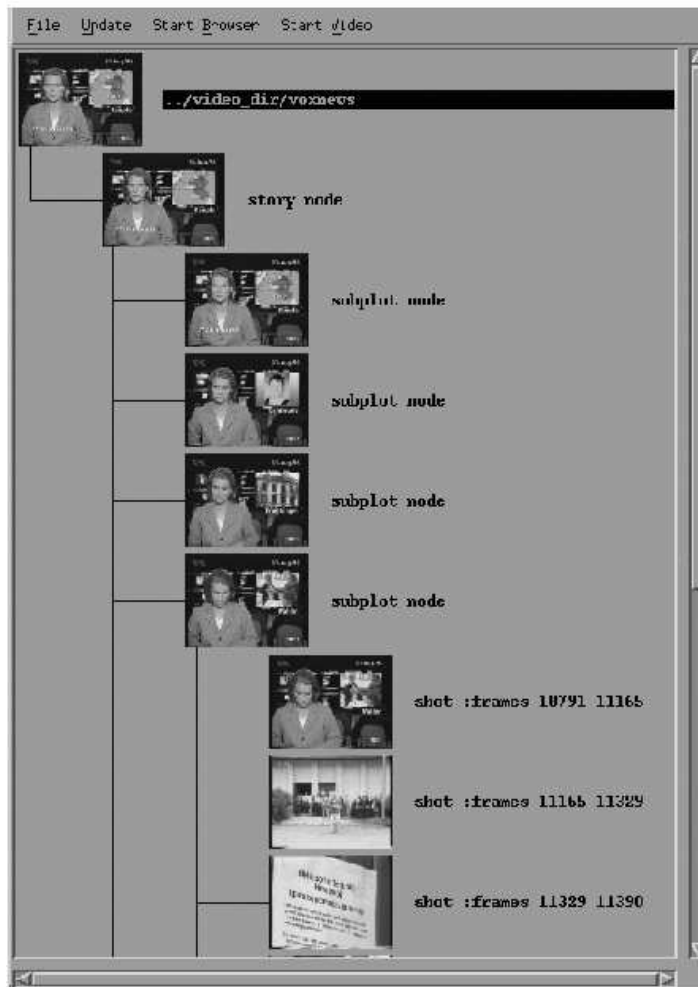 File Update Start Browser Start Video
../video_dir/voxnews
story node
subplot node
subplot node
subplot node
subplot node
shot :frames 10791 11165
shot :frames 11165 11329
shot :frames 11329 11390